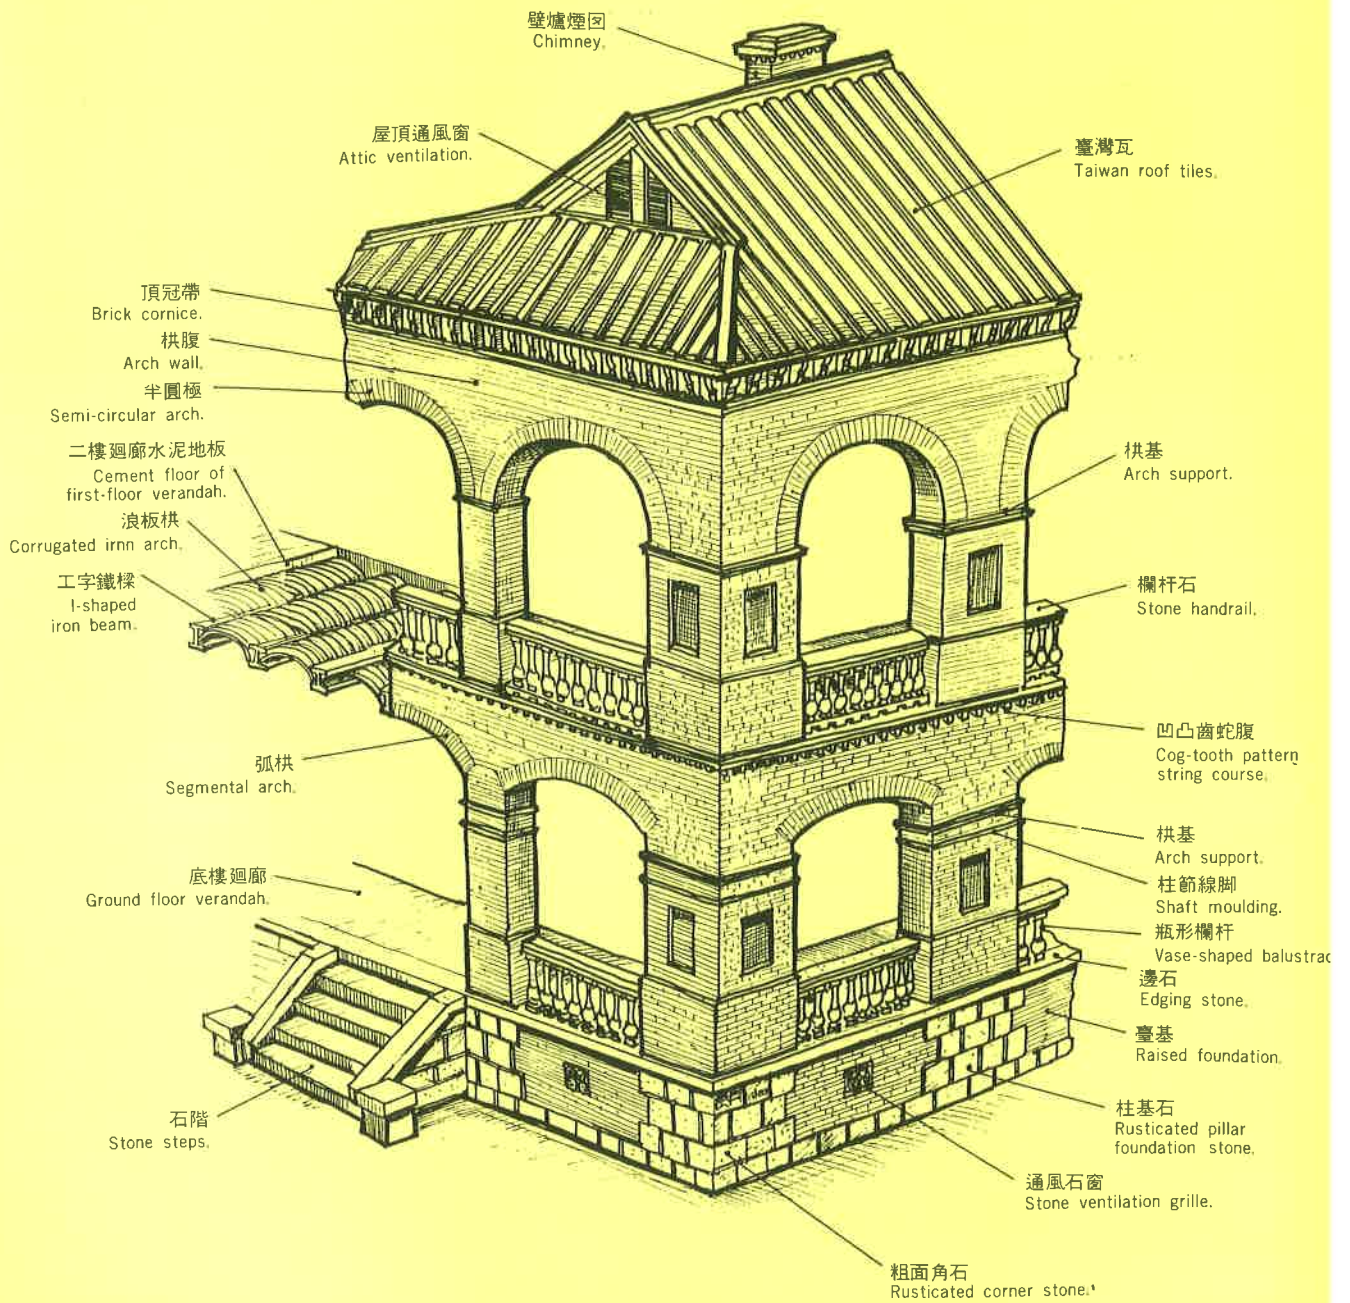 壁爐煙囪
Chimney.
屋頂通風窗
Attic ventilation.
臺灣瓦
Taiwan roof tiles.
頂冠帶
Brick cornice.
栱腹
Arch wall.
半圓極
Semi-circular arch.
二樓廻廊水泥地板
Cement floor of
first-floor verandah.
浪板栱
Corrugated irnn arch.
工字鐵樑
I-shaped
iron beam.
栱基
Arch support.
欄杆石
Stone handrail.
凹凸齒蛇腹
Cog-tooth pattern
string course.
弧栱
Segmental arch.
栱基
Arch support.
柱節線脚
Shaft moulding.
底樓廻廊
Ground floor verandah.
瓶形欄杆
Vase-shaped balustrad
邊石
Edging stone.
臺基
Raised foundation.
柱基石
Rusticated pillar
foundation stone.
石階
Stone steps.
通風石窗
Stone ventilation grille.
粗面角石
Rusticated corner stone.